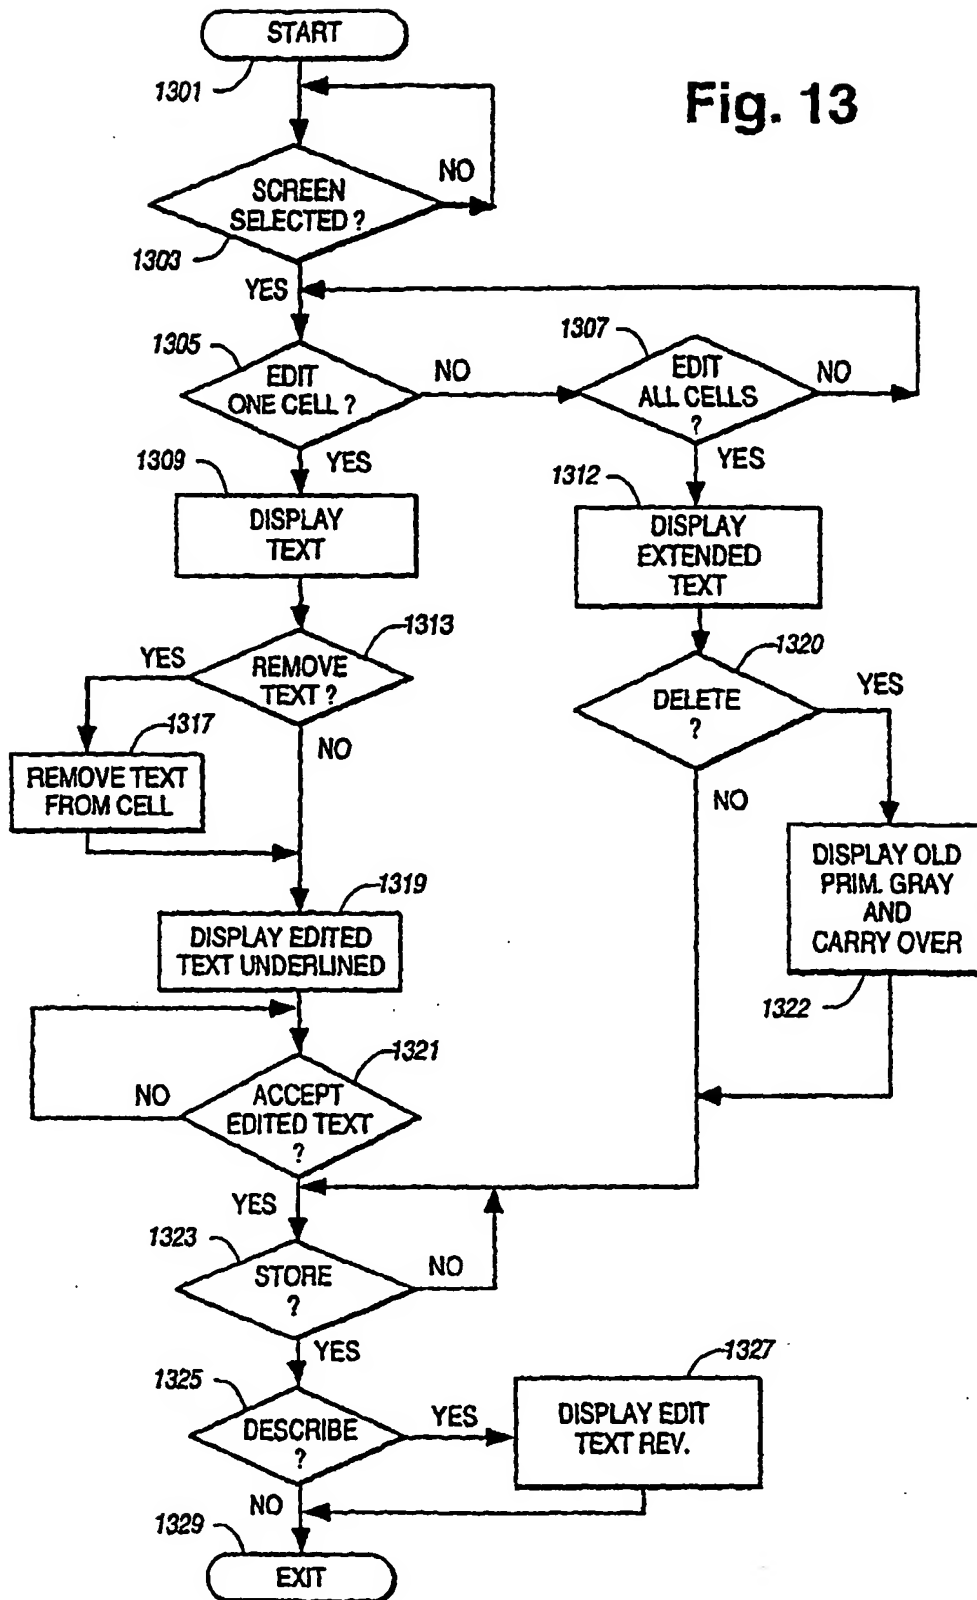 START
1301
Fig. 13
NO
SCREEN
SELECTED ?
1303
YES
1305
EDIT
ONE CELL ?
NO
1307
EDIT
ALL CELLS
?
NO
YES
YES
1309
DISPLAY
TEXT
1312
DISPLAY
EXTENDED
TEXT
1313
YES
REMOVE
TEXT ?
NO
1317
REMOVE TEXT
FROM CELL
1320
DELETE
?
YES
NO
DISPLAY OLD
PRIM. GRAY
AND
CARRY OVER
1322
1319
DISPLAY EDITED
TEXT UNDERLINED
1321
NO
ACCEPT
EDITED TEXT
?
YES
1323
STORE
?
NO
YES
1325
DESCRIBE
?
YES
1327
DISPLAY EDIT
TEXT REV.
NO
1329
EXIT